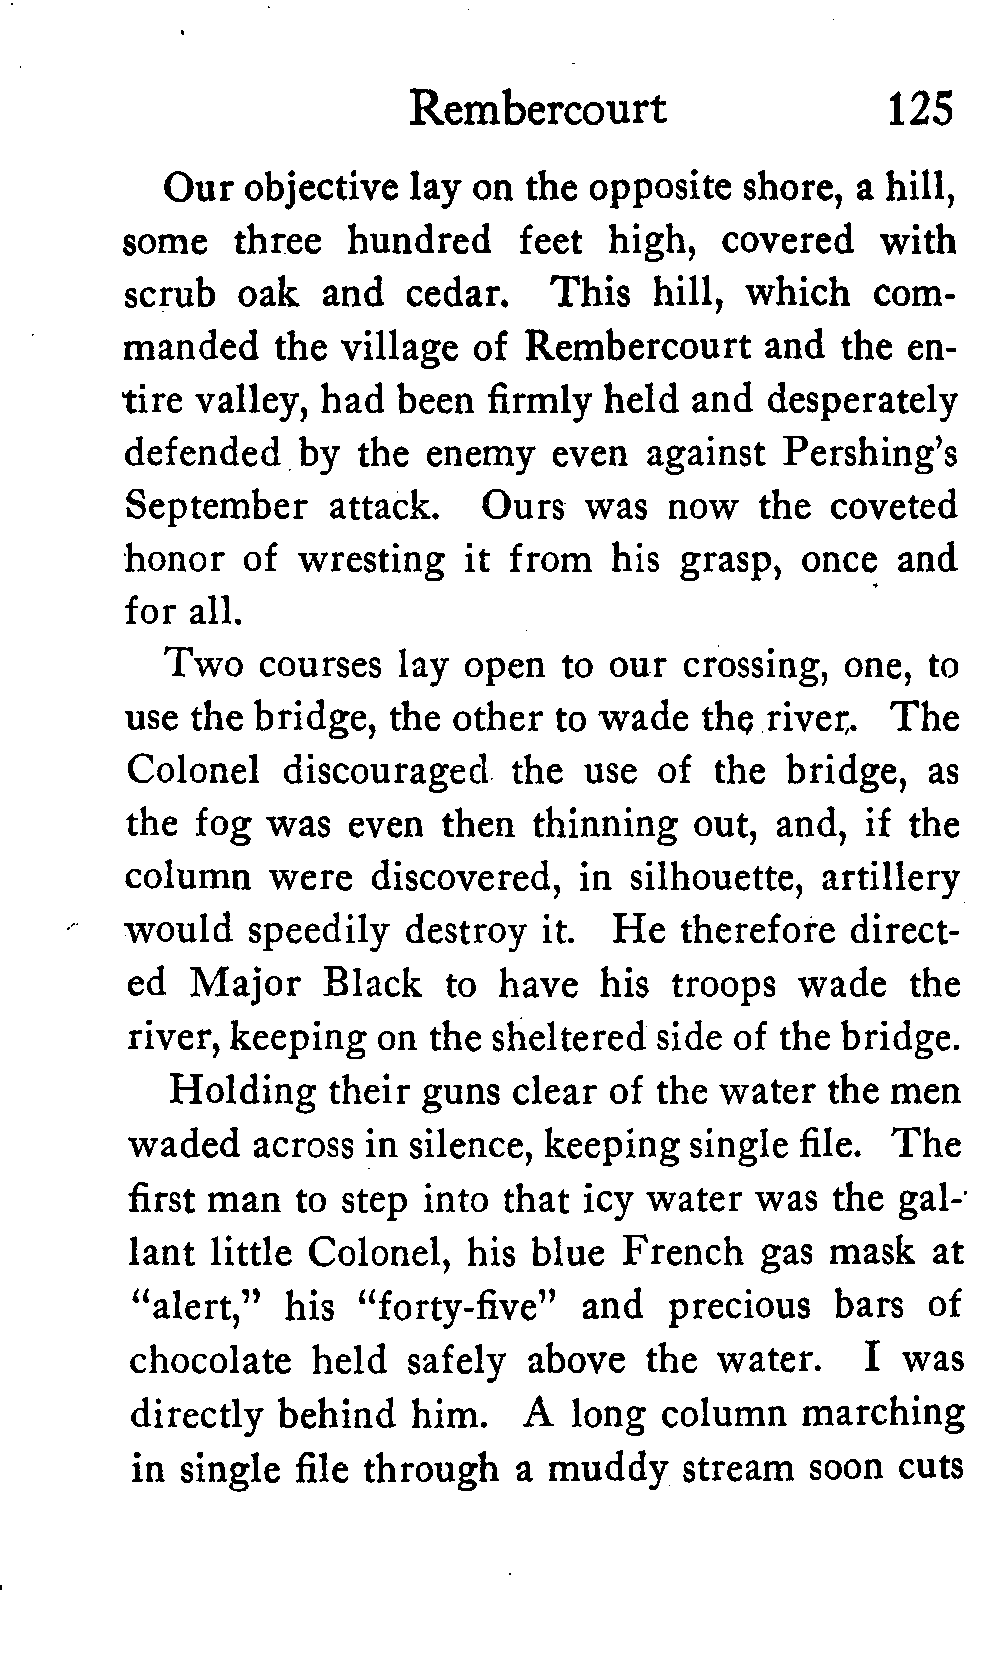 Rembercourt 125
Our objective lay on the opposite shore, a hill,
some three hundred feet high, covered with
scrub oak and cedar. This hill, which com-
manded the village of Rembercourt and the en-
tire valley, had been firmly held and desperately
defended by the enemy even against Pershing's
September attack. Ours was now the coveted
honor of wresting it from his grasp, once and
for all.
Two courses lay open to our crossing, one, to
use the bridge, the other to wade the river. The
Colonel discouraged the use of the bridge, as
the fog was even then thinning out, and, if the
column were discovered, in silhouette, artillery
would speedily destroy it. He therefore direct-
ed Major Black to have his troops wade the
river, keeping on the sheltered side of the bridge.
Holding their guns clear of the water the men
waded across in silence, keeping single file. The
first man to step into that icy water was the gal-
lant little Colonel, his blue French gas mask at
“alert,” his “forty-five” and precious bars of
chocolate held safely above the water. I was
directly behind him. A long column marching
in single file through a muddy stream soon cuts